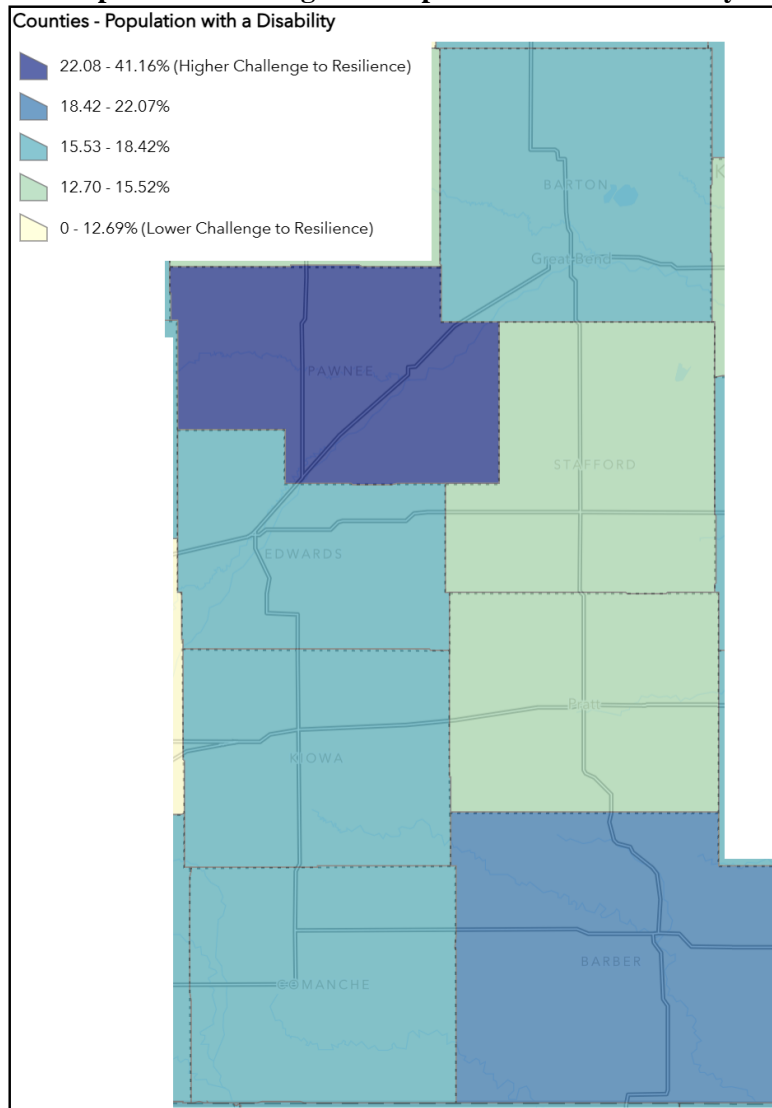 Counties - Population with a Disability
22.08 - 41.16% (Higher Challenge to Resilience)
18.42 - 22.07%
15.53 - 18.42%
12.70 - 15.52%
0 - 12.69% (Lower Challenge to Resilience)
K
BARTON
Great Bend
PAWNEE
STAFFORD
EDWARDS
Pratt
KIOWA
BARBER
COMANCHE